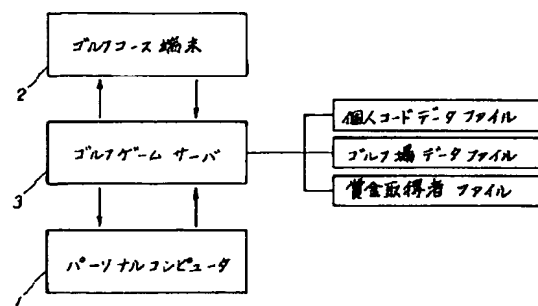 ゴルフコース 端末
2
個人コードデータ ファイル
ゴルフゲーム サーバ
ゴルフ場 データファイル
3
賞金取得者 ファイル
パーソナルコンピュータ
1